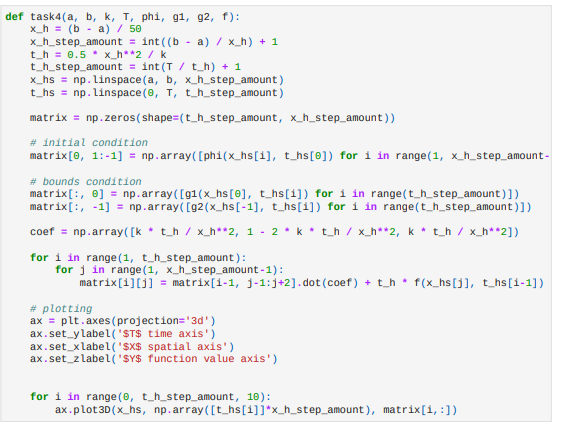 def task4(a, b, k, T, phi, g1, g2, f):
    x_h = (b - a) / 50
    x_h_step_amount = int((b - a) / x_h) + 1
    t_h = 0.5 * x_h**2 / k
    t_h_step_amount = int(T / t_h) + 1
    x_hs = np.linspace(a, b, x_h_step_amount)
    t_hs = np.linspace(0, T, t_h_step_amount)

    matrix = np.zeros(shape=(t_h_step_amount, x_h_step_amount))

    # initial condition
    matrix[0, 1:-1] = np.array([phi(x_hs[i], t_hs[0]) for i in range(1, x_h_step_amount-

    # bounds condition
    matrix[:, 0] = np.array([g1(x_hs[0], t_hs[i]) for i in range(t_h_step_amount)])
    matrix[:, -1] = np.array([g2(x_hs[-1], t_hs[i]) for i in range(t_h_step_amount)])

    coef = np.array([k * t_h / x_h**2, 1 - 2 * k * t_h / x_h**2, k * t_h / x_h**2])

    for i in range(1, t_h_step_amount):
        for j in range(1, x_h_step_amount-1):
            matrix[i][j] = matrix[i-1, j-1:j+2].dot(coef) + t_h * f(x_hs[j], t_hs[i-1])

    # plotting
    ax = plt.axes(projection='3d')
    ax.set_ylabel('$T$ time axis')
    ax.set_xlabel('$X$ spatial axis')
    ax.set_zlabel('$Y$ function value axis')


    for i in range(0, t_h_step_amount, 10):
        ax.plot3D(x_hs, np.array([t_hs[i]]*x_h_step_amount), matrix[i,:])